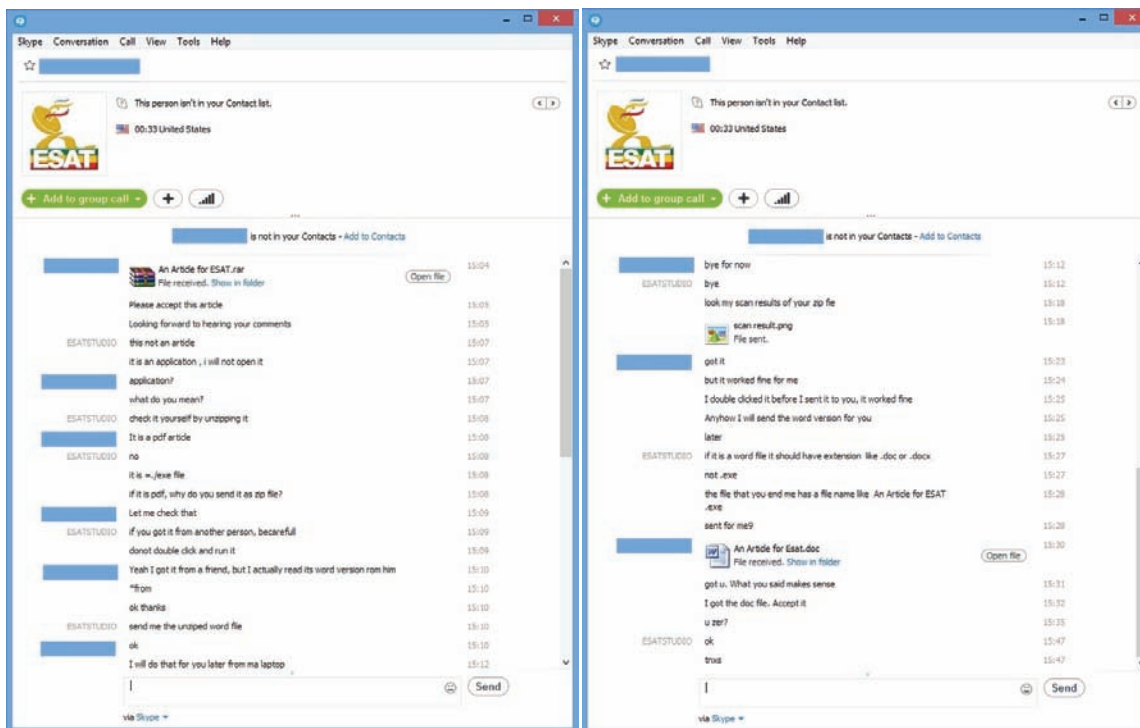 Skype Conversation Call View Tools Help
This person isn't in your Contact list.
00:33 United States
ESAT
Add to group call
is not in your Contacts - Add to Contacts
An Article for ESAT.rar
File received. Show in folder
Open file
15:04
Please accept this article 15:05
Looking forward to hearing your comments 15:05
ESATSTUDIO this not an article 15:07
it is an application , i will not open it 15:07
application? 15:07
what do you mean? 15:07
ESATSTUDIO check it yourself by unzipping it 15:08
It is a pdf article 15:08
ESATSTUDIO no 15:08
it is =./exe file 15:08
if it is pdf, why do you send it as zip file? 15:08
Let me check that 15:09
ESATSTUDIO if you got it from another person, becarefull 15:09
donot double click and run it 15:09
Yeah I got it from a friend, but I actually read its word version rom him 15:10
*from 15:10
ok thanks 15:10
ESATSTUDIO send me the unziped word file 15:10
ok 15:10
I will do that for you later from ma laptop 15:12
Send
via Skype
Skype Conversation Call View Tools Help
This person isn't in your Contact list.
00:33 United States
ESAT
Add to group call
is not in your Contacts - Add to Contacts
bye for now 15:12
ESATSTUDIO bye 15:12
look my scan results of your zip fie 15:18
scan result.png 15:18
File sent.
got it 15:23
but it worked fine for me 15:24
I double clicked it before I sent it to you, it worked fine 15:25
Anyhow I will send the word version for you 15:25
later 15:25
ESATSTUDIO if it is a word file it should have extension like .doc or .docx 15:27
not .exe 15:27
the file that you end me has a file name like An Article for ESAT 15:28
.exe
sent for me9 15:28
An Article for Esat.doc
File received. Show in folder
Open file
15:30
got u. What you said makes sense 15:31
I got the doc file. Accept it 15:32
u zer? 15:35
ESATSTUDIO ok 15:47
tnxs 15:47
Send
via Skype